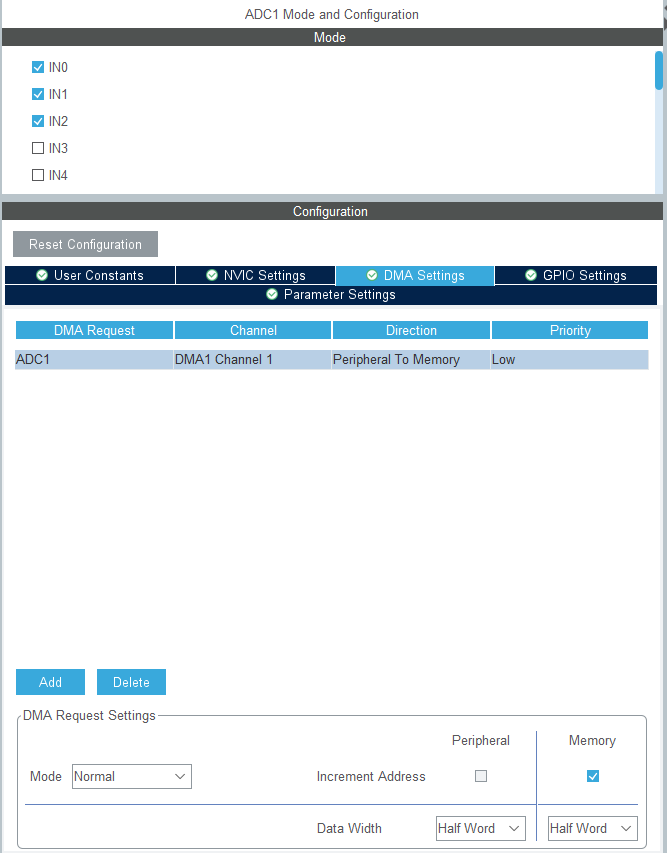 ADC1 Mode and Configuration
Mode
IN0
IN1
IN2
IN3
IN4
Configuration
Reset Configuration
User Constants NVIC Settings DMA Settings GPIO Settings
Parameter Settings
DMA Request Channel Direction Priority
ADC1 DMA1 Channel 1 Peripheral To Memory Low
Add Delete
DMA Request Settings
Peripheral Memory
Mode Normal Increment Address
Data Width Half Word Half Word